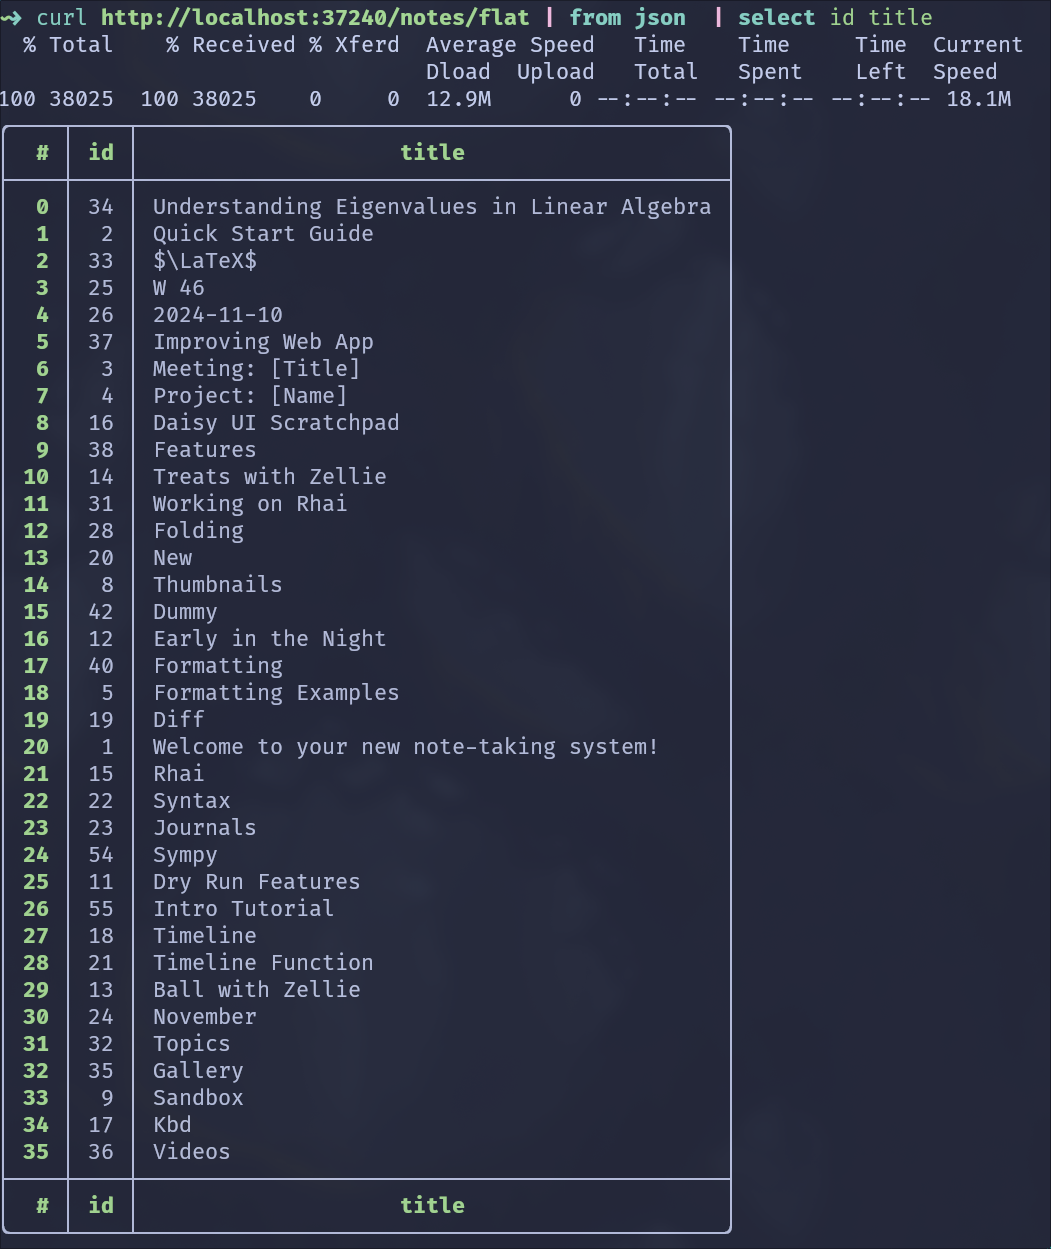 ~> curl http://localhost:37240/notes/flat | from json  | select id title
% Total    % Received % Xferd  Average Speed   Time    Time     Time  Current
Dload  Upload   Total   Spent    Left  Speed
100 38025  100 38025    0     0  12.9M      0 --:--:-- --:--:-- --:--:-- 18.1M
# id title
0 34 Understanding Eigenvalues in Linear Algebra
1 2 Quick Start Guide
2 33 $\LaTeX$
3 25 W 46
4 26 2024-11-10
5 37 Improving Web App
6 3 Meeting: [Title]
7 4 Project: [Name]
8 16 Daisy UI Scratchpad
9 38 Features
10 14 Treats with Zellie
11 31 Working on Rhai
12 28 Folding
13 20 New
14 8 Thumbnails
15 42 Dummy
16 12 Early in the Night
17 40 Formatting
18 5 Formatting Examples
19 19 Diff
20 1 Welcome to your new note-taking system!
21 15 Rhai
22 22 Syntax
23 23 Journals
24 54 Sympy
25 11 Dry Run Features
26 55 Intro Tutorial
27 18 Timeline
28 21 Timeline Function
29 13 Ball with Zellie
30 24 November
31 32 Topics
32 35 Gallery
33 9 Sandbox
34 17 Kbd
35 36 Videos
# id title